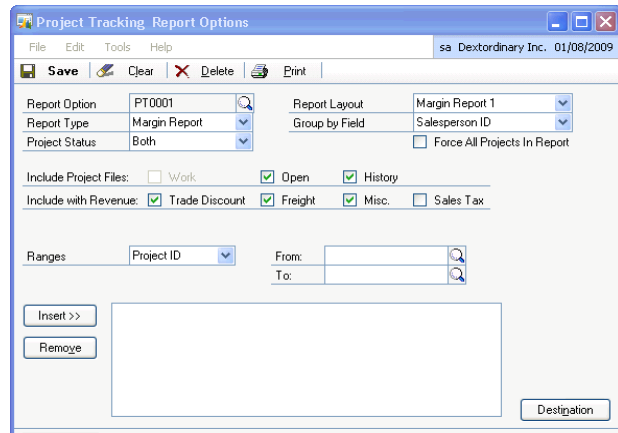 Project Tracking Report Options
File Edit Tools Help sa Dextordinary Inc. 01/08/2009
Save Clear Delete Print
Report Option PT0001 Report Layout Margin Report 1
Report Type Margin Report Group by Field Salesperson ID
Project Status Both Force All Projects In Report
Include Project Files: Work Open History
Include with Revenue: Trade Discount Freight Misc. Sales Tax
Ranges Project ID From:
To:
Insert >>
Remove
Destination